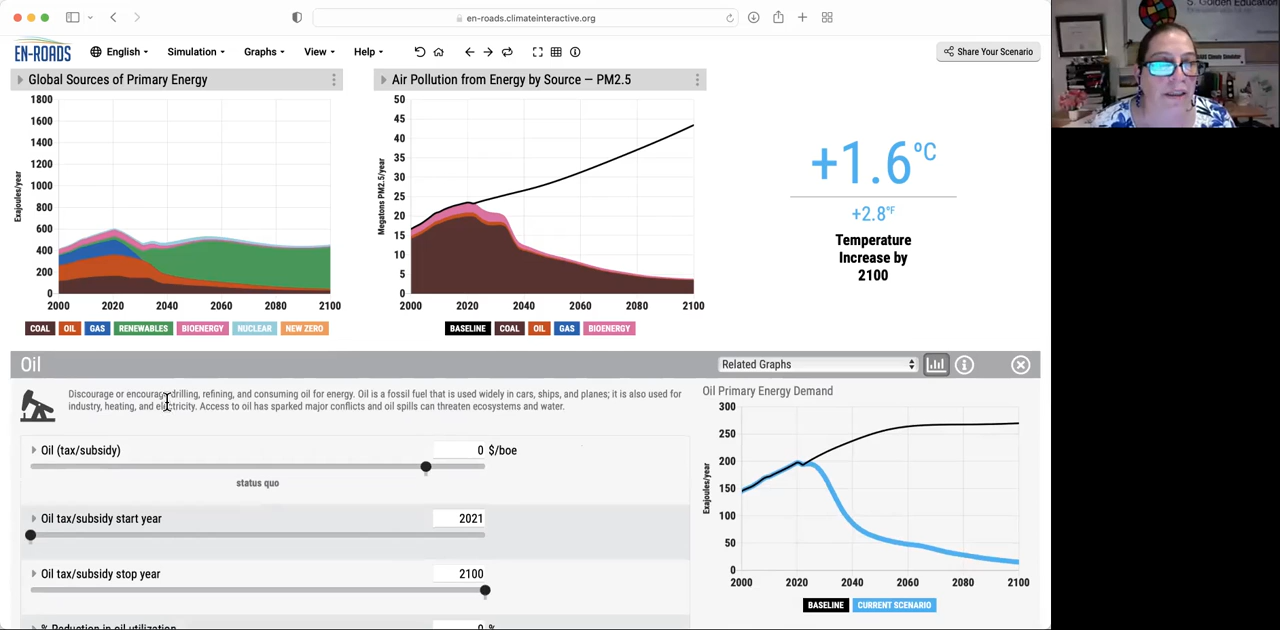 en-roads.climateinteractive.org
EN-ROADS
English
Simulation
Graphs
View
Help
Share Your Scenario
Global Sources of Primary Energy
1800
1600
1400
1200
1000
800
600
400
200
0
Exajoules/year
2000
2020
2040
2060
2080
2100
COAL
OIL
GAS
RENEWABLES
BIOENERGY
NUCLEAR
NEW ZERO
Air Pollution from Energy by Source — PM2.5
50
45
40
35
30
25
20
15
10
5
0
Megatons PM2.5/year
2000
2020
2040
2060
2080
2100
BASELINE
COAL
OIL
GAS
BIOENERGY
+1.6°C
+2.8°F
Temperature
Increase by
2100
S. Golden Education
Oil
Related Graphs
Discourage or encourage drilling, refining, and consuming oil for energy. Oil is a fossil fuel that is used widely in cars, ships, and planes; it is also used for
industry, heating, and electricity. Access to oil has sparked major conflicts and oil spills can threaten ecosystems and water.
Oil (tax/subsidy)
0 $/boe
status quo
Oil tax/subsidy start year
2021
Oil tax/subsidy stop year
2100
% Reduction in oil utilization
0 %
Oil Primary Energy Demand
300
250
200
150
100
50
0
Exajoules/year
2000
2020
2040
2060
2080
2100
BASELINE
CURRENT SCENARIO